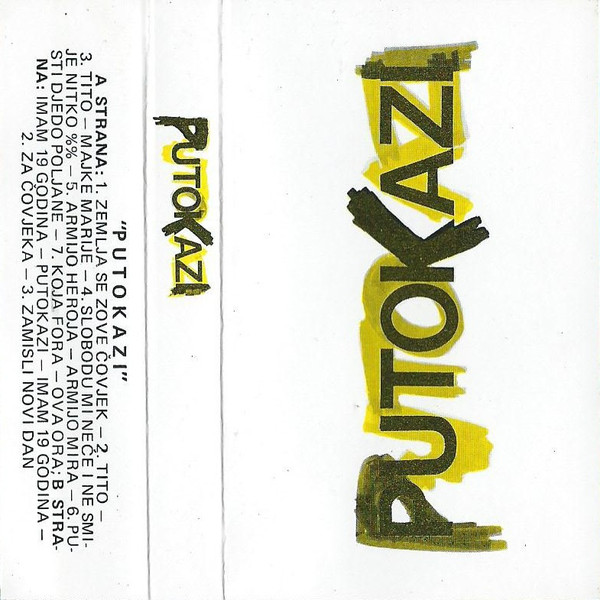 "PUTOKAZI"
A STRANA: 1. ZEMLJA SE ZOVE ČOVJEK – 2. TITO –
3. TITO – MAJKE MARIJE – 4. SLOBODU MI NEČE I NE SMI-
JE NITKO %% – 5. ARMIJO HEROJA – ARMIJO MIRA – 6. PU-
STI DJEDO POLJANE – 7. KOJA FORA – OVA ORA; B STRA-
NA: IMAM 19 GODINA – PUTOKAZI – IMAM 19 GODINA –
2. ZA ČOVJEKA – 3. ZAMISLI NOVI DAN
PUTOKAZI
PUTOKAZI